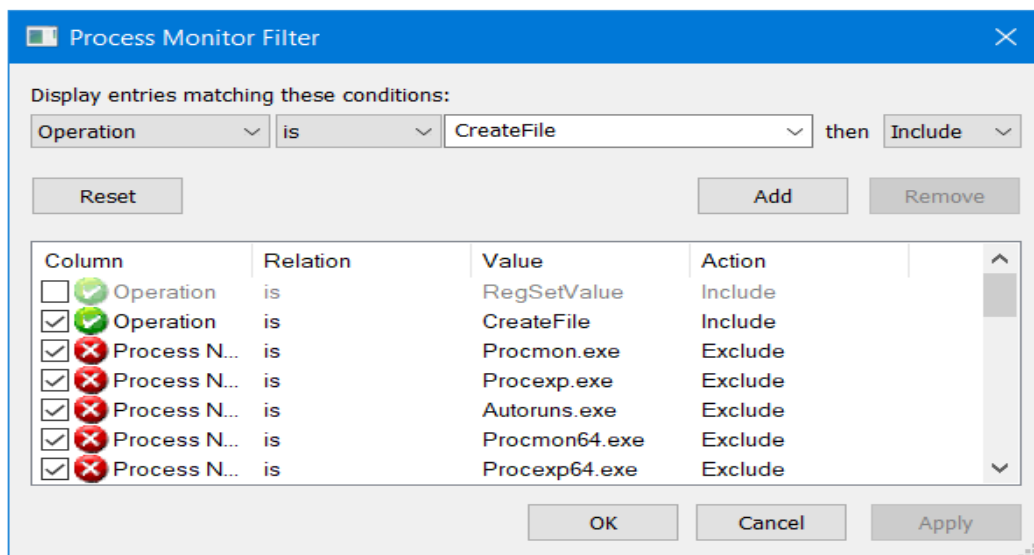 Process Monitor Filter
Display entries matching these conditions:
Operation is CreateFile then Include
Reset Add Remove
Column Relation Value Action
Operation is RegSetValue Include
Operation is CreateFile Include
Process N... is Procmon.exe Exclude
Process N... is Procexp.exe Exclude
Process N... is Autoruns.exe Exclude
Process N... is Procmon64.exe Exclude
Process N... is Procexp64.exe Exclude
OK Cancel Apply